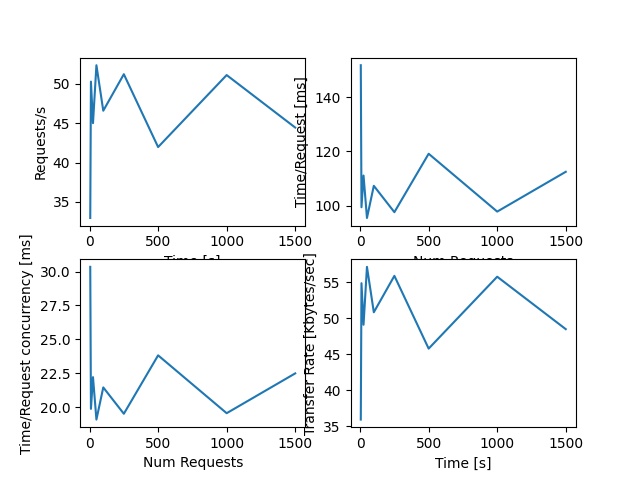 50
45
40
35
Requests/s
0 500 1000 1500
Time [s]
140
120
100
Time/Request [ms]
0 500 1000 1500
Num Requests
30.0
27.5
25.0
22.5
20.0
Time/Request concurrency [ms]
0 500 1000 1500
Num Requests
55
50
45
40
35
Transfer Rate [Kbytes/sec]
0 500 1000 1500
Time [s]